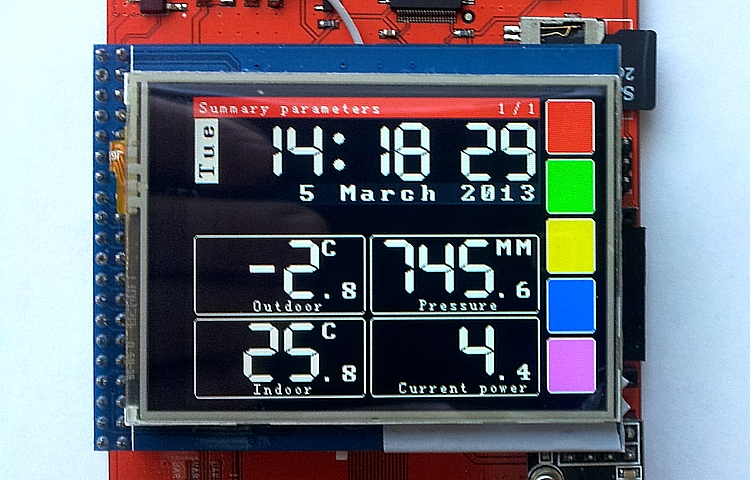 Summary parameters 1/1
Tue
14:18 29
5 March 2013
-2.8 C
Outdoor
745.6 MM
Pressure
25.8 C
Indoor
4.4
Current power